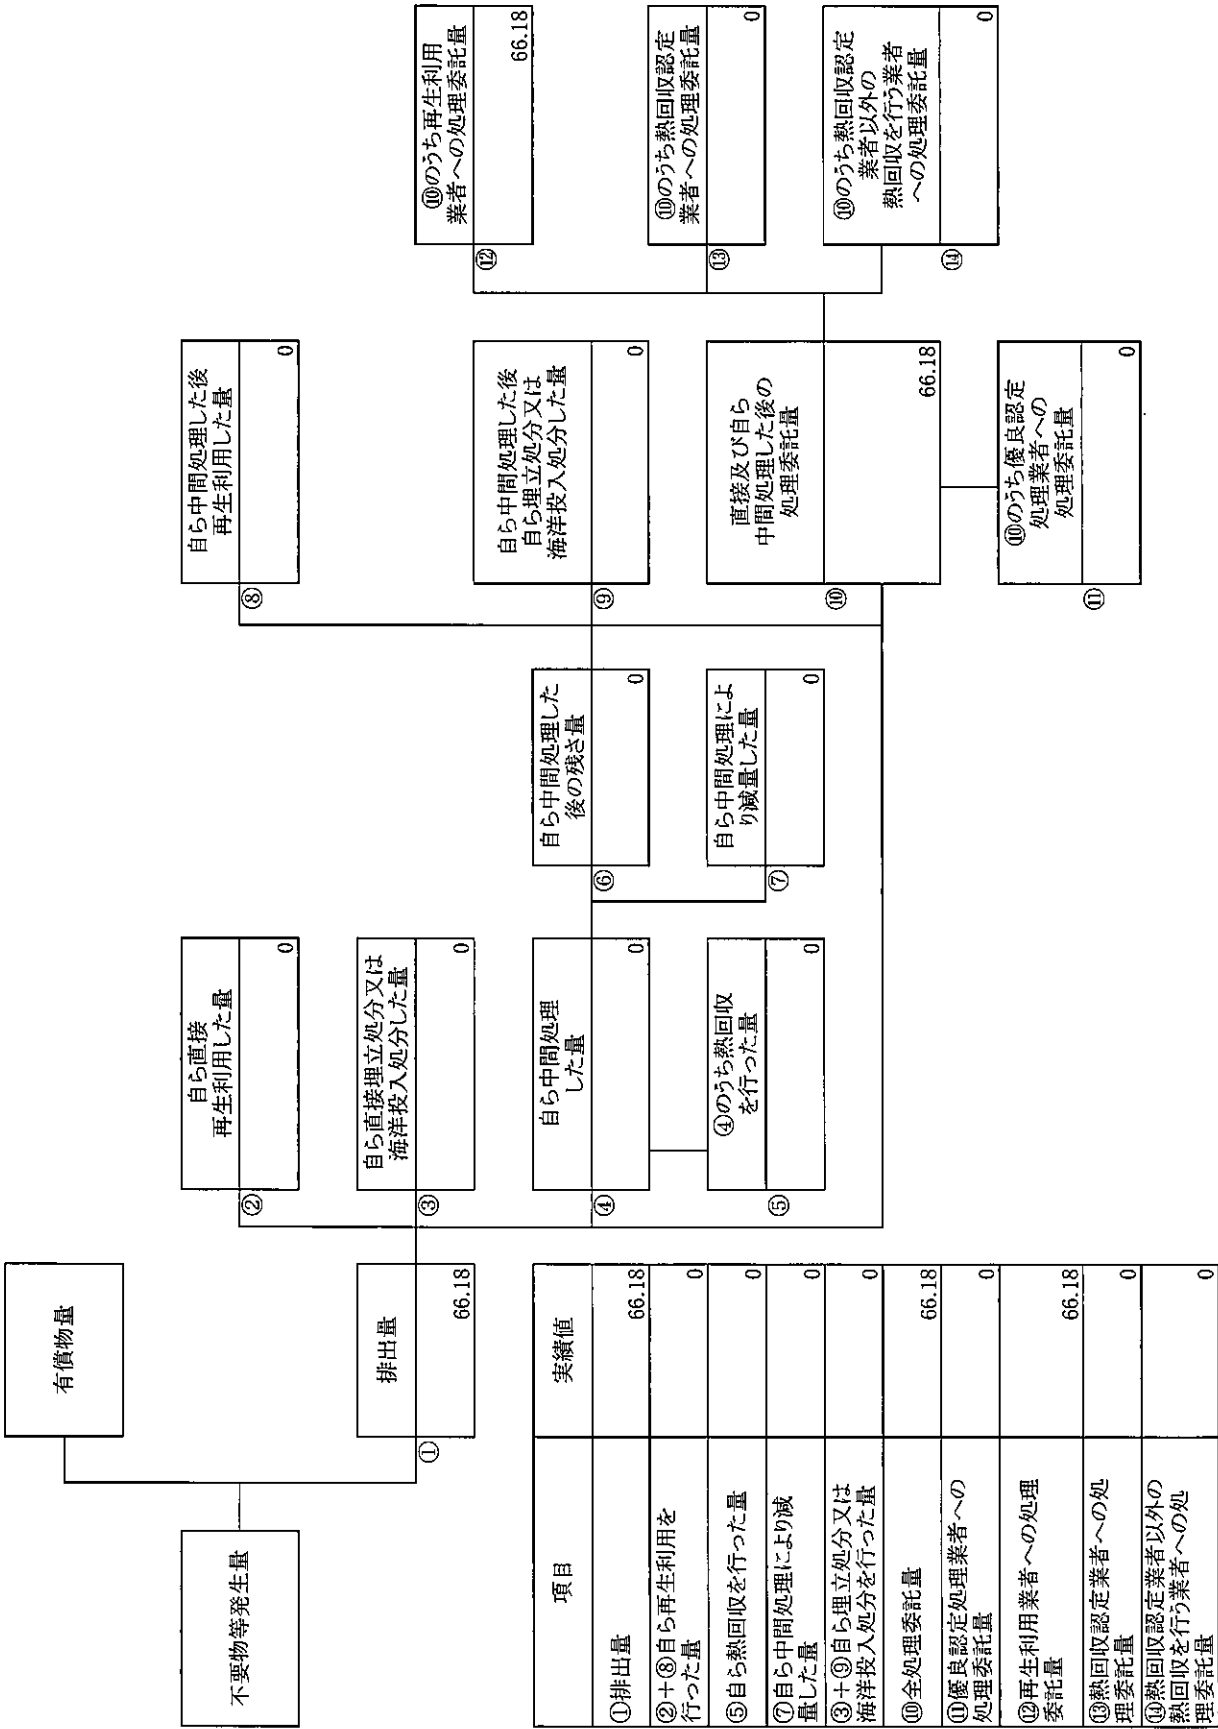 不要物等発生量
有償物量
①
排出量
66.18
②
自ら直接
再生利用した量
0
③
自ら直接埋立処分又は
海洋投入処分した量
0
④
自ら中間処理
した量
0
⑤
④のうち熱回収
を行った量
0
⑥
自ら中間処理した
後の残さ量
0
⑦
自ら中間処理によ
り減量した量
0
⑧
自ら中間処理した後
再生利用した量
0
⑨
自ら中間処理した後
自ら埋立処分又は
海洋投入処分した量
0
⑩
直接及び自ら
中間処理した後の
処理委託量
66.18
⑪
⑩のうち優良認定
処理業者への
処理委託量
0
⑫
⑩のうち再生利用
業者への処理委託量
66.18
⑬
⑩のうち熱回収認定
業者への処理委託量
0
⑭
⑩のうち熱回収認定
業者以外の
熱回収を行う業者
への処理委託量
0
項目 実績値
①排出量 66.18
②+⑧自ら再生利用を
行った量 0
⑤自ら熱回収を行った量 0
⑦自ら中間処理により減
量した量 0
③+⑨自ら埋立処分又は
海洋投入処分を行った量 0
⑩全処理委託量 66.18
⑪優良認定処理業者への
処理委託量 0
⑫再生利用業者への処理
委託量 66.18
⑬熱回収認定業者への処
理委託量 0
⑭熱回収認定業者以外の
熱回収を行う業者への処
理委託量 0